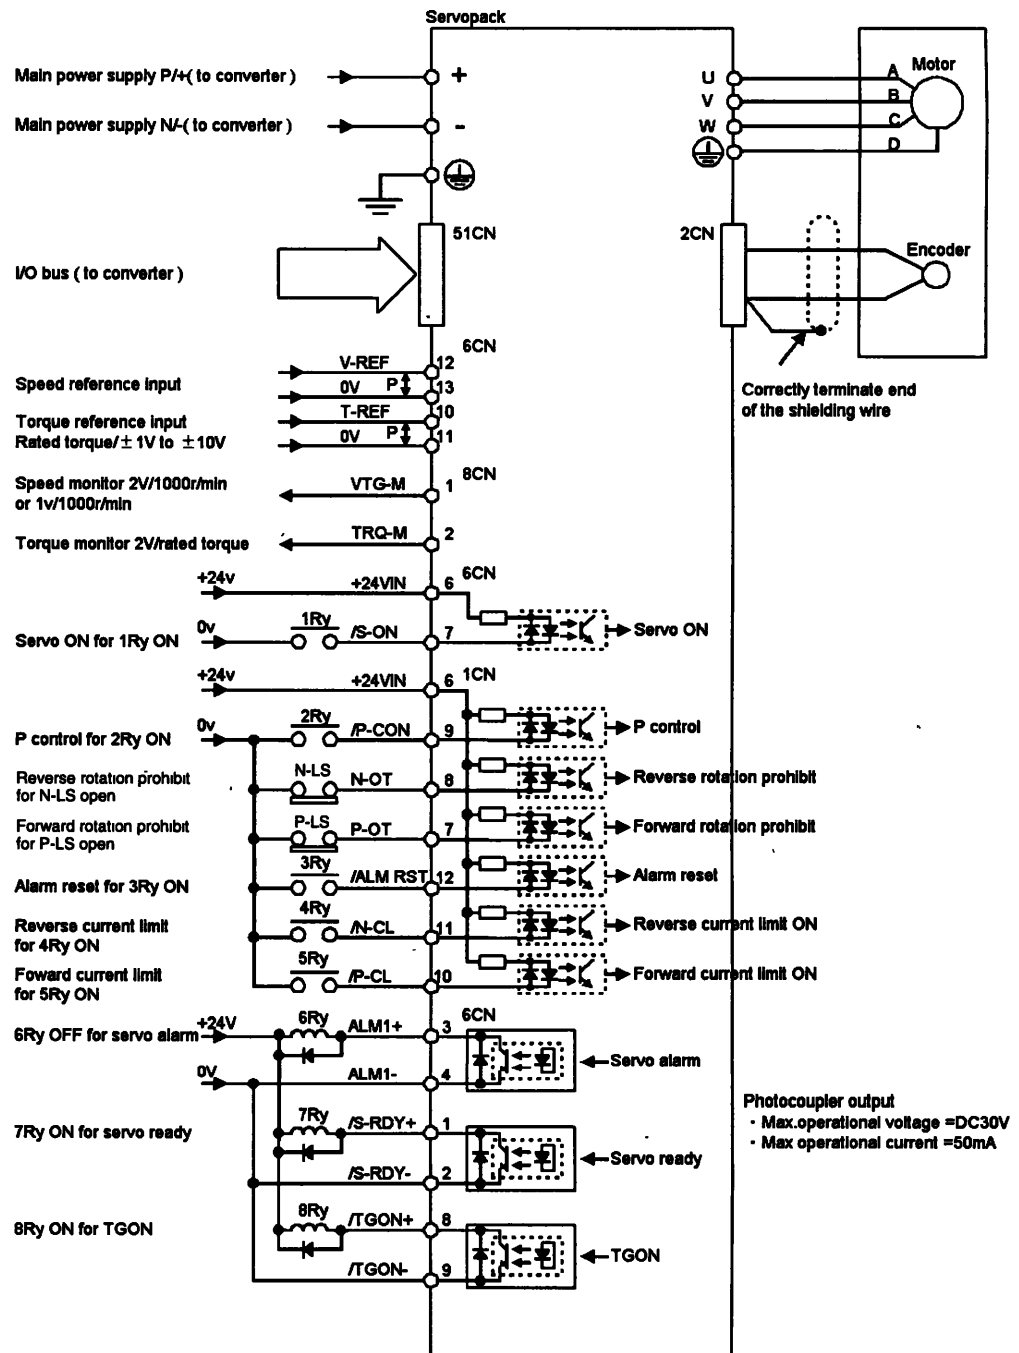 Servopack
Main power supply P/+( to converter )
+
Main power supply N/-( to converter )
-
U
V
W
A
B
C
D
Motor
51CN
2CN
I/O bus ( to converter )
Encoder
Correctly terminate end
of the shielding wire
6CN
Speed reference input
V-REF
12
0V
P
13
Torque reference input
Rated torque/±1V to ±10V
T-REF
10
0V
P
11
8CN
Speed monitor 2V/1000r/min
or 1v/1000r/min
VTG-M
1
Torque monitor 2V/rated torque
TRQ-M
2
+24v
+24VIN
6
6CN
Servo ON for 1Ry ON
0v
1Ry
/S-ON
7
Servo ON
+24v
+24VIN
6
1CN
P control for 2Ry ON
0v
2Ry
/P-CON
9
P control
Reverse rotation prohibit
for N-LS open
N-LS
N-OT
8
Reverse rotation prohibit
Forward rotation prohibit
for P-LS open
P-LS
P-OT
7
Forward rotation prohibit
Alarm reset for 3Ry ON
3Ry
/ALM RST
12
Alarm reset
Reverse current limit
for 4Ry ON
4Ry
/N-CL
11
Reverse current limit ON
Foward current limit
for 5Ry ON
5Ry
/P-CL
10
Forward current limit ON
6Ry OFF for servo alarm
+24V
6Ry
ALM1+
3
6CN
0V
ALM1-
4
Servo alarm
7Ry ON for servo ready
7Ry
/S-RDY+
1
/S-RDY-
2
Servo ready
8Ry ON for TGON
8Ry
/TGON+
8
/TGON-
9
TGON
Photocoupler output
· Max.operational voltage =DC30V
· Max operational current =50mA